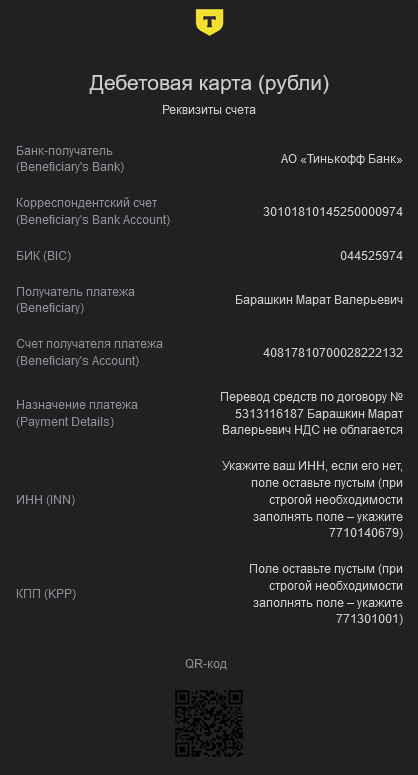 T
Дебетовая карта (рубли)
Реквизиты счета
Банк-получатель
(Beneficiary's Bank)
АО «Тинькофф Банк»
Корреспондентский счет
(Beneficiary's Bank Account)
30101810145250000974
БИК (BIC)
044525974
Получатель платежа
(Beneficiary)
Барашкин Марат Валерьевич
Счет получателя платежа
(Beneficiary's Account)
40817810700028222132
Назначение платежа
(Payment Details)
Перевод средств по договору №
5313116187 Барашкин Марат
Валерьевич НДС не облагается
ИНН (INN)
Укажите ваш ИНН, если его нет,
поле оставьте пустым (при
строгой необходимости
заполнять поле – укажите
7710140679)
КПП (KPP)
Поле оставьте пустым (при
строгой необходимости
заполнять поле – укажите
771301001)
QR-код